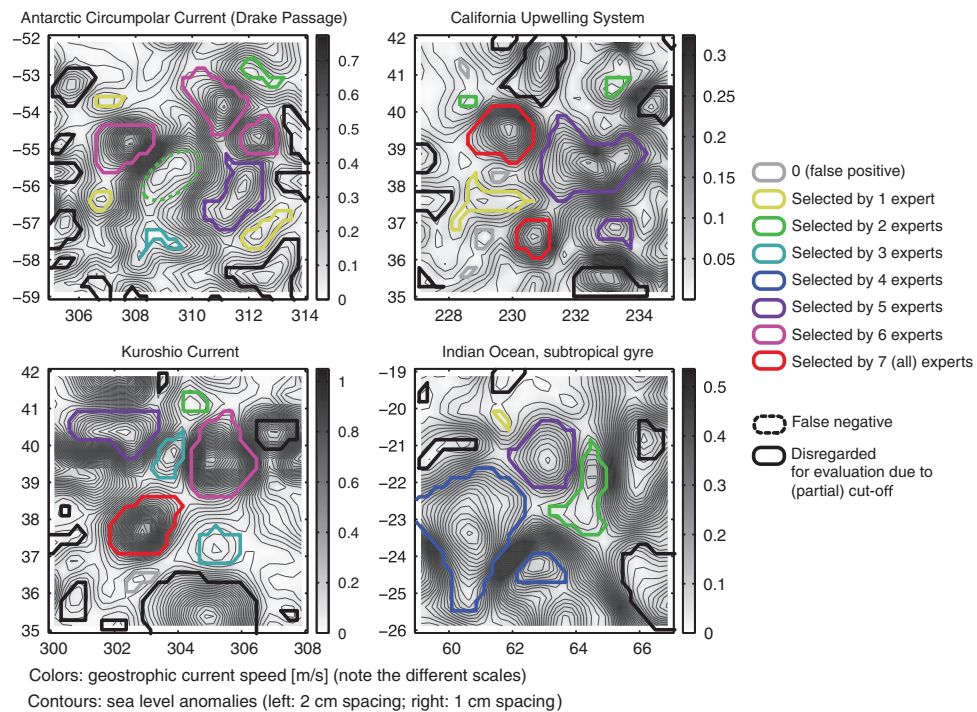 Antarctic Circumpolar Current (Drake Passage)
−52
−53
−54
−55
−56
−57
−58
−59
306 308 310 312 314
0.7
0.6
0.5
0.4
0.3
0.2
0.1
0
California Upwelling System
42
41
40
39
38
37
36
35
228 230 232 234
0.3
0.25
0.2
0.15
0.1
0.05
Kuroshio Current
42
41
40
39
38
37
36
35
300 302 304 306 308
1
0.8
0.6
0.4
0.2
0
Indian Ocean, subtropical gyre
−19
−20
−21
−22
−23
−24
−25
−26
60 62 64 66
0.5
0.4
0.3
0.2
0.1
0
0 (false positive)
Selected by 1 expert
Selected by 2 experts
Selected by 3 experts
Selected by 4 experts
Selected by 5 experts
Selected by 6 experts
Selected by 7 (all) experts
False negative
Disregarded
for evaluation due to
(partial) cut-off
Colors: geostrophic current speed [m/s] (note the different scales)
Contours: sea level anomalies (left: 2 cm spacing; right: 1 cm spacing)